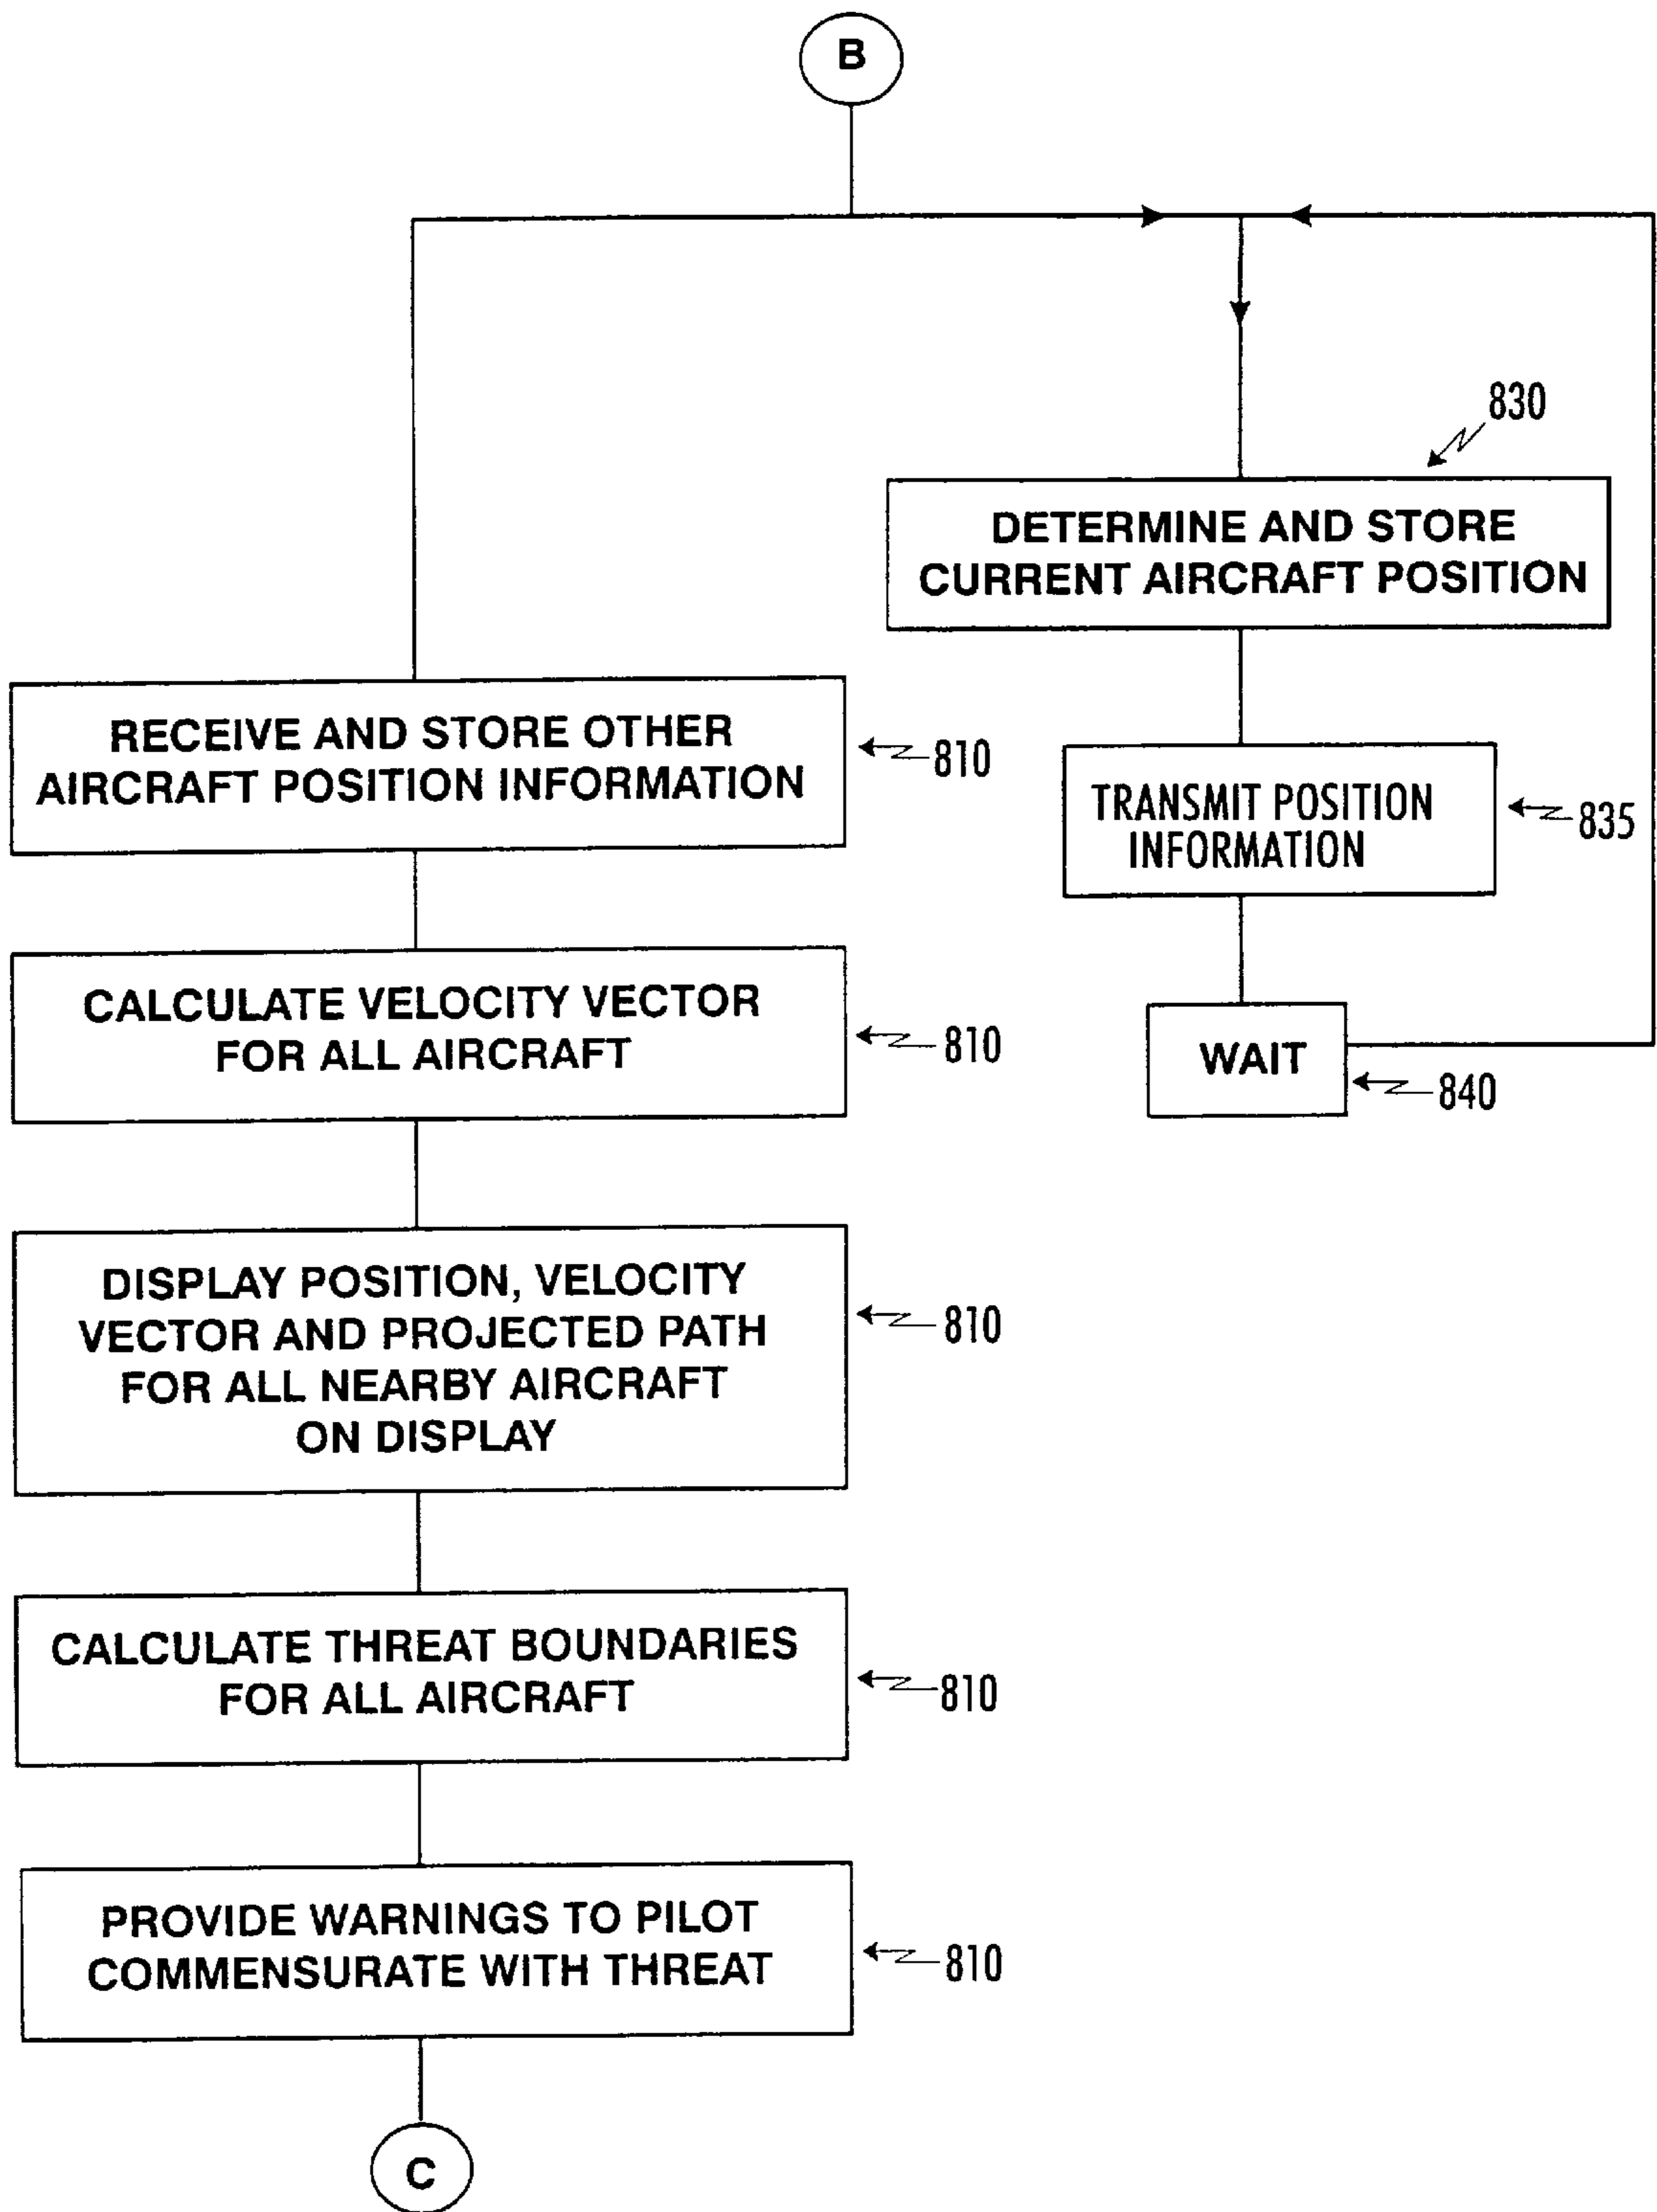 B
830
DETERMINE AND STORE
CURRENT AIRCRAFT POSITION
RECEIVE AND STORE OTHER
AIRCRAFT POSITION INFORMATION
810
TRANSMIT POSITION
INFORMATION
835
CALCULATE VELOCITY VECTOR
FOR ALL AIRCRAFT
810
WAIT
840
DISPLAY POSITION, VELOCITY
VECTOR AND PROJECTED PATH
FOR ALL NEARBY AIRCRAFT
ON DISPLAY
810
CALCULATE THREAT BOUNDARIES
FOR ALL AIRCRAFT
810
PROVIDE WARNINGS TO PILOT
COMMENSURATE WITH THREAT
810
C